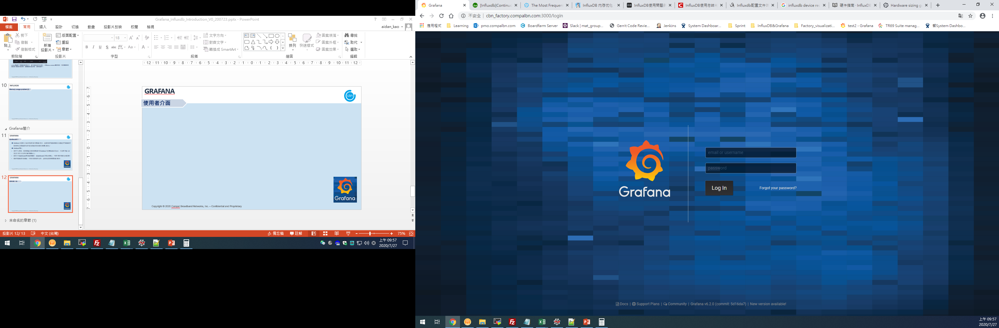 Grafana_Influxdb_Introduction_V0_200723.pptx - PowerPoint
檔案 常用 插入 設計 切換 動畫 投影片放映 校閱 檢視
aidan_kao
貼上
剪下
複製
複製格式
剪貼簿
新增
投影片
版面配置
重設
章節
投影片
18
字型
文字方向
對齊文字
轉換成 SmartArt
段落
排列
快速樣式
圖案填滿
圖案外框
圖案效果
繪圖
尋找
取代
選取
編輯
10
INFLUXDB
Memory usage problem(2)
Grafana簡介
11
GRAFANA
12
GRAFANA
使用者介面
未命名的章節 (1)
GRAFANA
cbn
使用者介面
Grafana
Copyright © 2020 Compal Broadband Networks, Inc. – Confidential and Proprietary
投影片 12/ 13 中文 (台灣)
備忘稿 註解 75%
上午 09:57
2020/7/27
Grafana
[Influxdb]Continuo
The Most Frequen
InfluxDB 内存优化
InfluxDB使用問題
InfluxDB使用总结
Influxdb配置文件
influxdb device rec
硬件指南 · InfluxDB
Hardware sizing g
不安全 | cbn_factory.compalbn.com:3000/login
應用程式 Learning pmo.compalbn.com Boardfarm Server Slack | mat_group... Gerrit Code Revie... Jenkins System Dashboar... Sprint InfluxDB&Grafana Factory_visualizati... test2 - Grafana TR69 Suite manag... 暫System Dashbo...
Grafana
email or username
password
Log In
Forgot your password?
Docs | Support Plans | Community | Grafana v6.2.0 (commit: 5d16da7) | New version available!
上午 09:57
2020/7/27